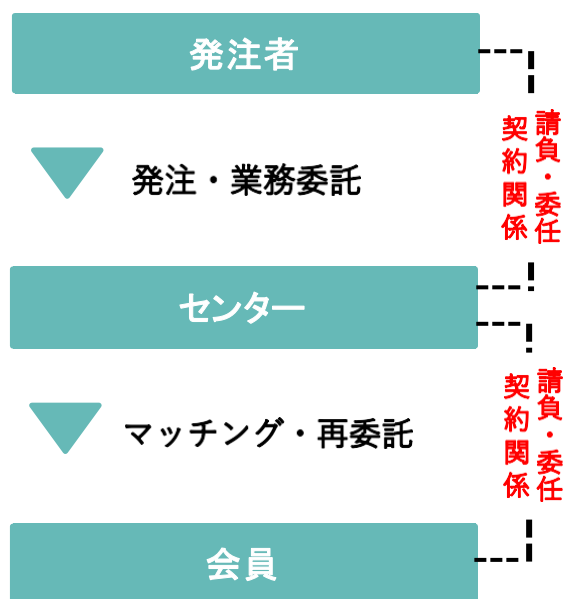 発注者
発注・業務委託
請負・委任
契約関係
センター
マッチング・再委託
請負・委任
契約関係
会員